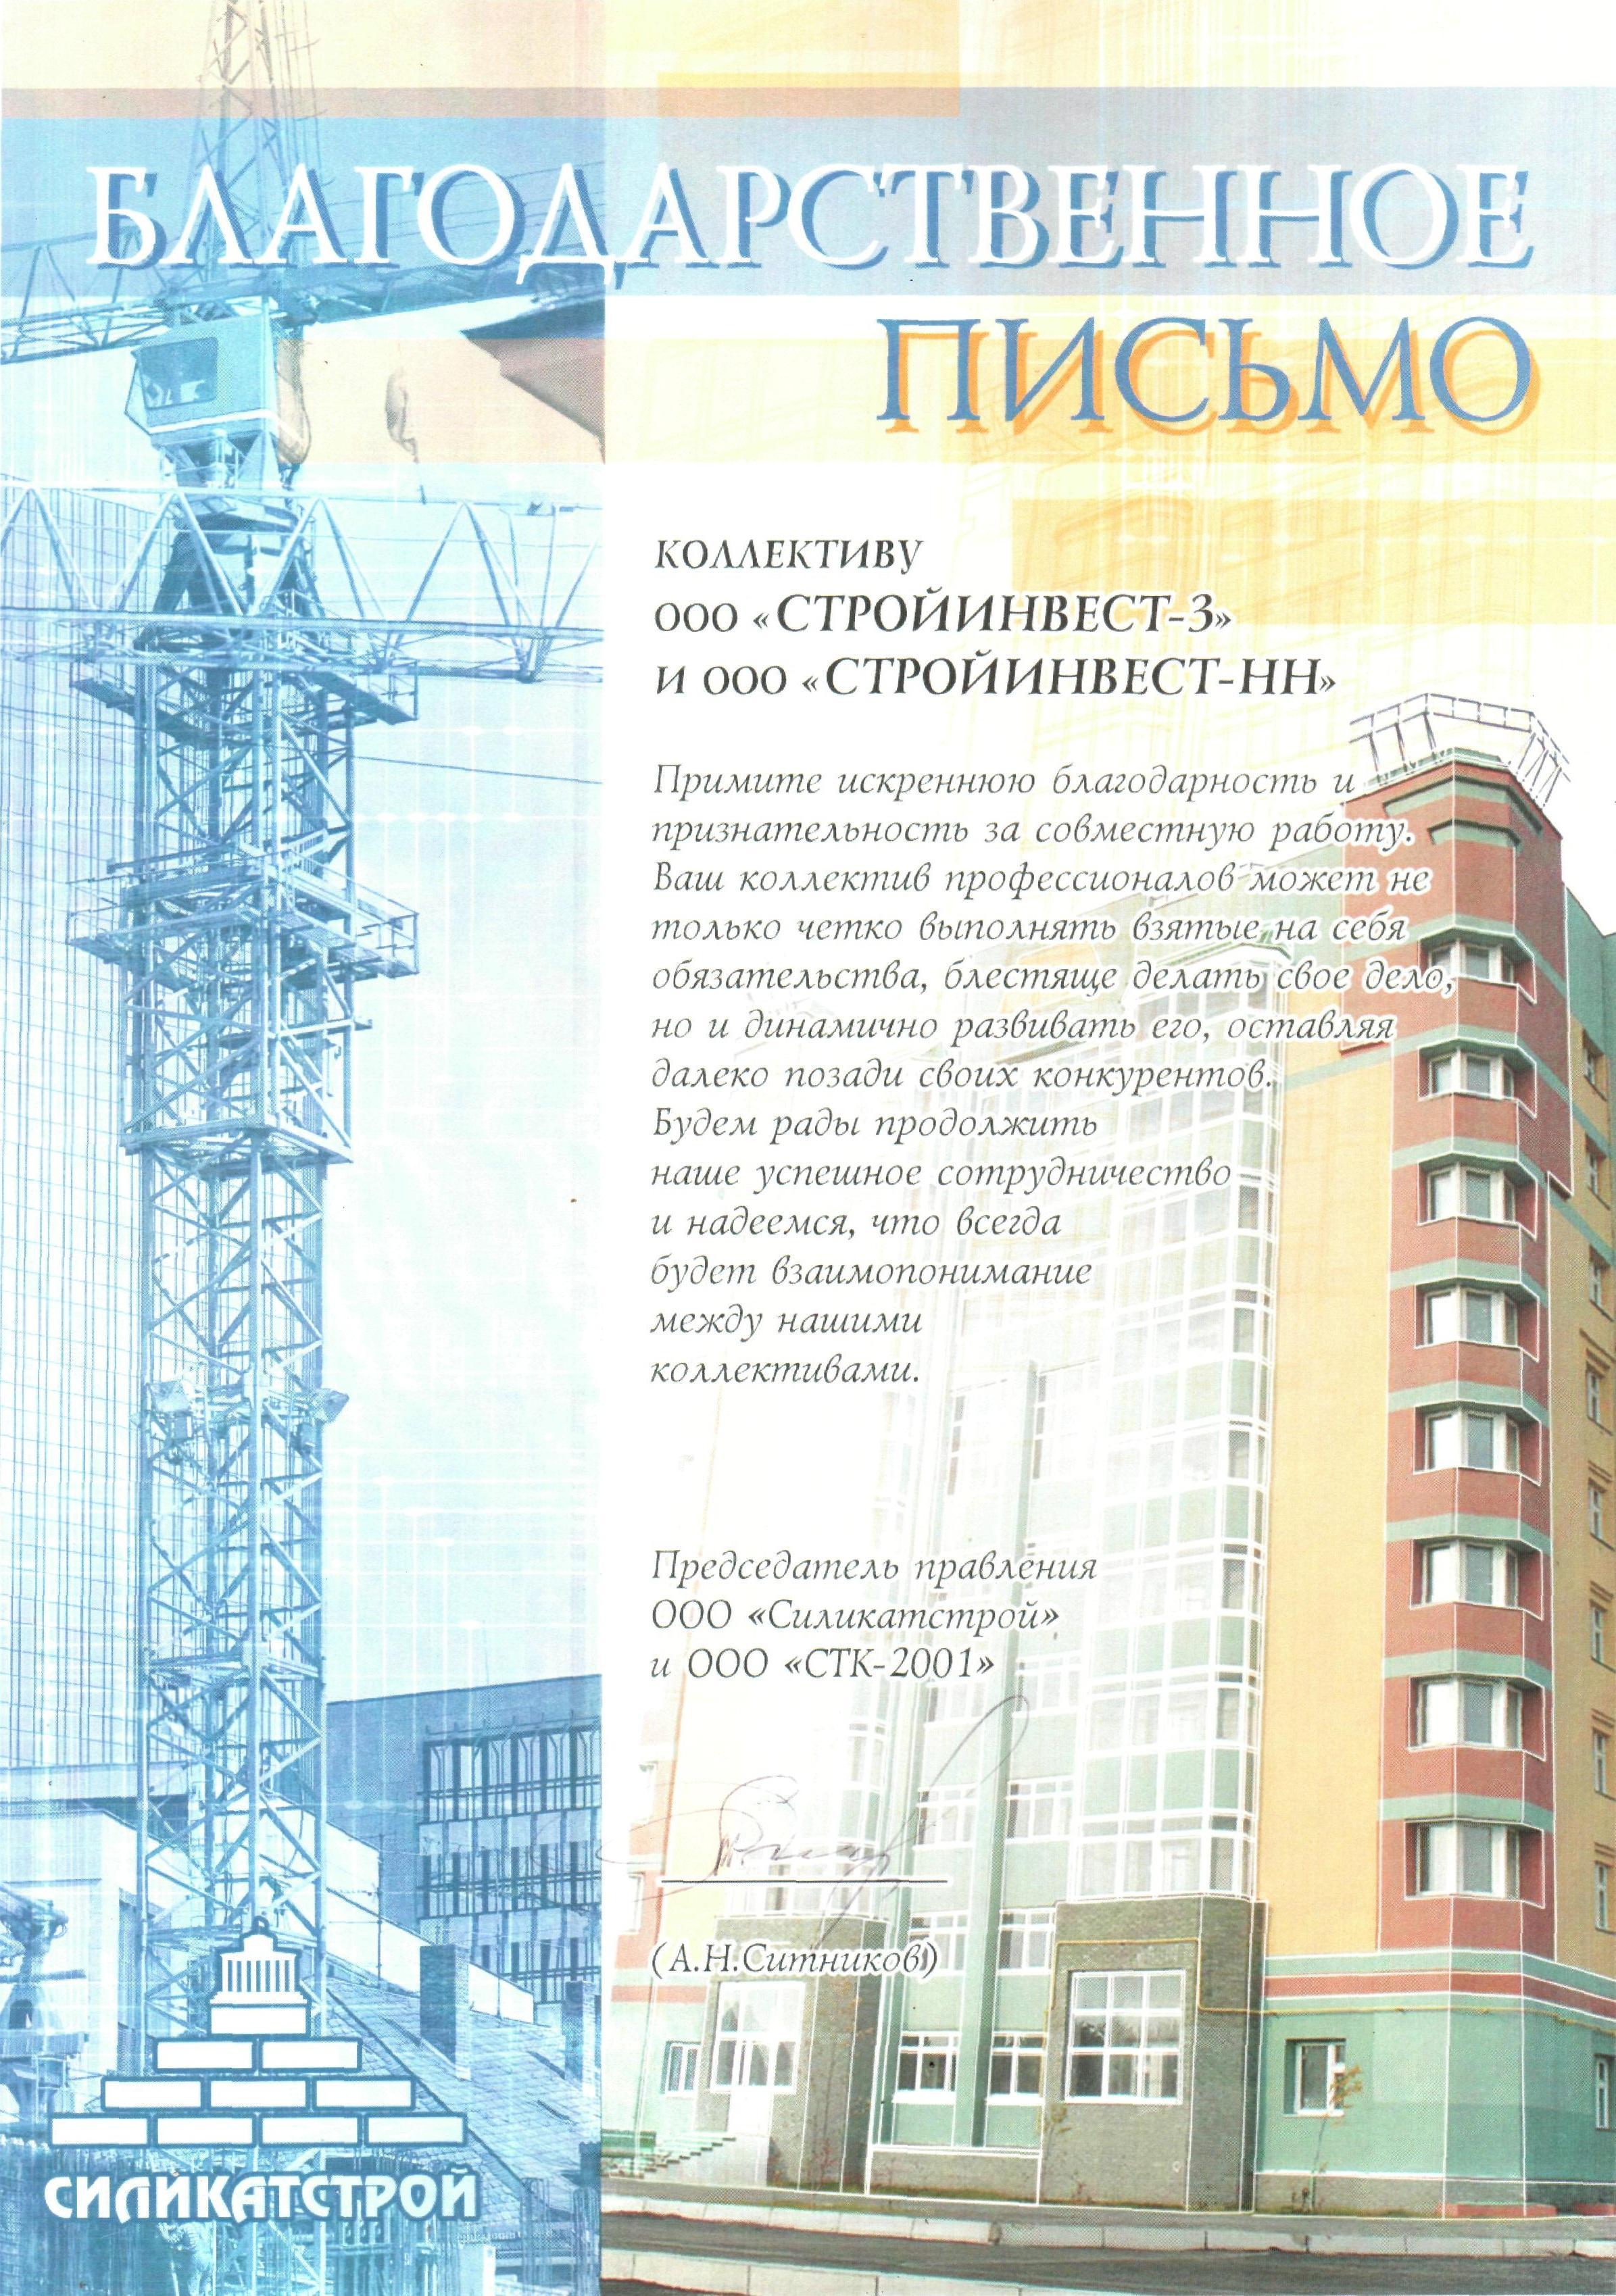 БЛАГОДАРСТВЕННОЕ
ПИСЬМО
КОЛЛЕКТИВУ
ООО «СТРОЙИНВЕСТ-3»
И ООО «СТРОЙИНВЕСТ-НН»
Примите искреннюю благодарность и
признательность за совместную работу.
Ваш коллектив профессионалов может не
только четко выполнять взятые на себя
обязательства, блестяще делать свое дело,
но и динамично развивать его, оставляя
далеко позади своих конкурентов.
Будем рады продолжить
наше успешное сотрудничество
и надеемся, что всегда
будет взаимопонимание
между нашими
коллективами.
Председатель правления
ООО «Силикатстрой»
и ООО «СТК-2001»
(А.Н.Ситников)
СИЛИКАТСТРОЙ